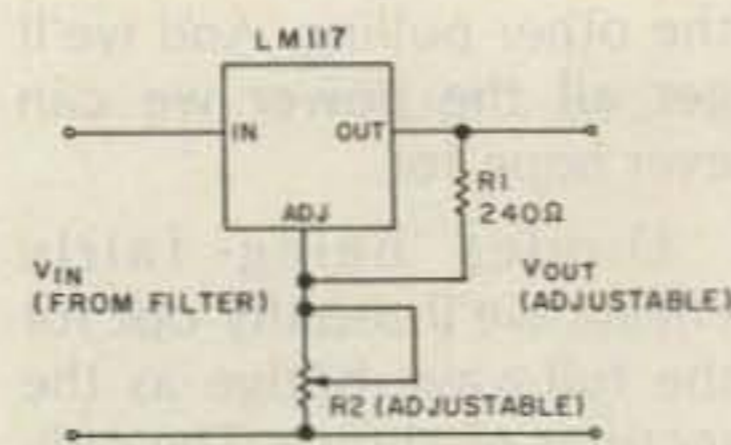 LM117
IN
OUT
ADJ
R1
240Ω
VIN
(FROM FILTER)
VOUT
(ADJUSTABLE)
R2 (ADJUSTABLE)